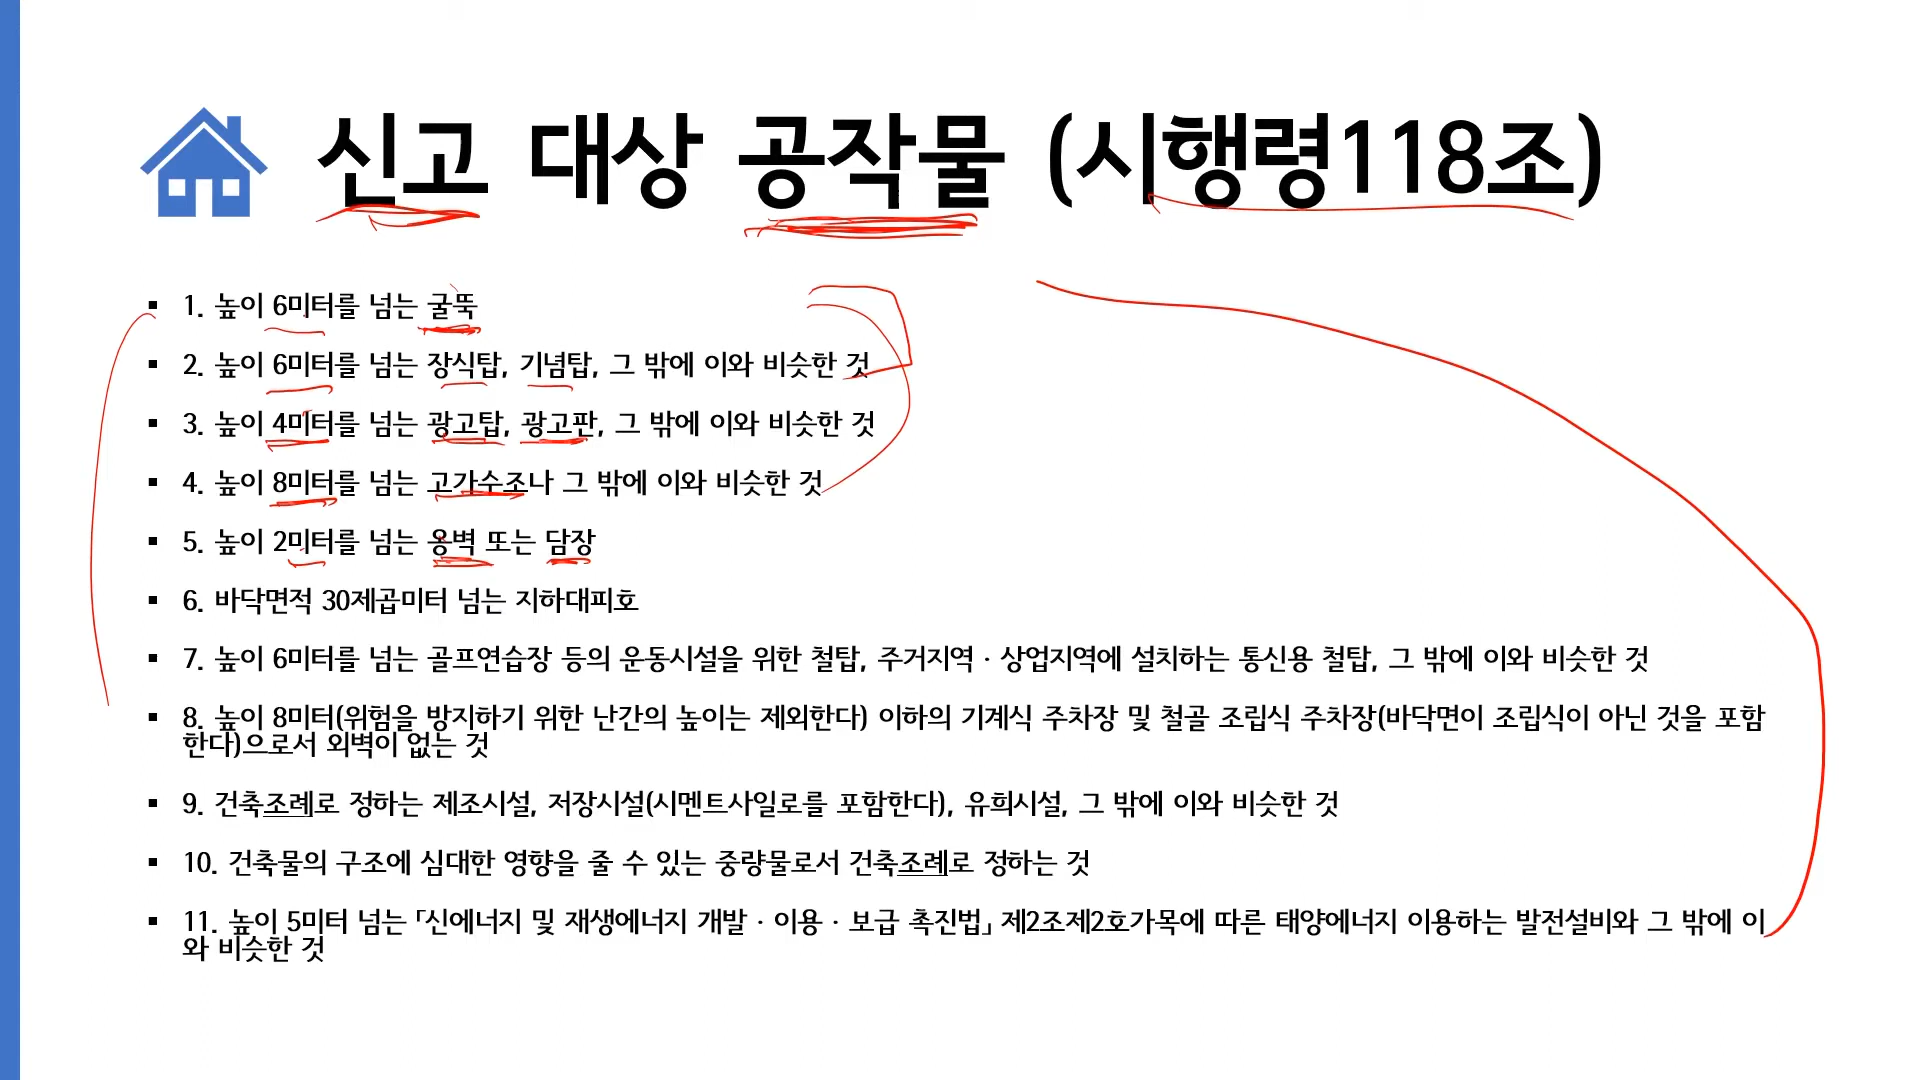 신고 대상 공작물 (시행령118조)
▪ 1. 높이 6미터를 넘는 굴뚝
▪ 2. 높이 6미터를 넘는 장식탑, 기념탑, 그 밖에 이와 비슷한 것
▪ 3. 높이 4미터를 넘는 광고탑, 광고판, 그 밖에 이와 비슷한 것
▪ 4. 높이 8미터를 넘는 고가수조나 그 밖에 이와 비슷한 것
▪ 5. 높이 2미터를 넘는 옹벽 또는 담장
▪ 6. 바닥면적 30제곱미터 넘는 지하대피호
▪ 7. 높이 6미터를 넘는 골프연습장 등의 운동시설을 위한 철탑, 주거지역 · 상업지역에 설치하는 통신용 철탑, 그 밖에 이와 비슷한 것
▪ 8. 높이 8미터(위험을 방지하기 위한 난간의 높이는 제외한다) 이하의 기계식 주차장 및 철골 조립식 주차장(바닥면이 조립식이 아닌 것을 포함
한다)으로서 외벽이 없는 것
▪ 9. 건축조례로 정하는 제조시설, 저장시설(시멘트사일로를 포함한다), 유희시설, 그 밖에 이와 비슷한 것
▪ 10. 건축물의 구조에 심대한 영향을 줄 수 있는 중량물로서 건축조례로 정하는 것
▪ 11. 높이 5미터 넘는 「신에너지 및 재생에너지 개발 · 이용 · 보급 촉진법」 제2조제2호가목에 따른 태양에너지 이용하는 발전설비와 그 밖에 이
와 비슷한 것